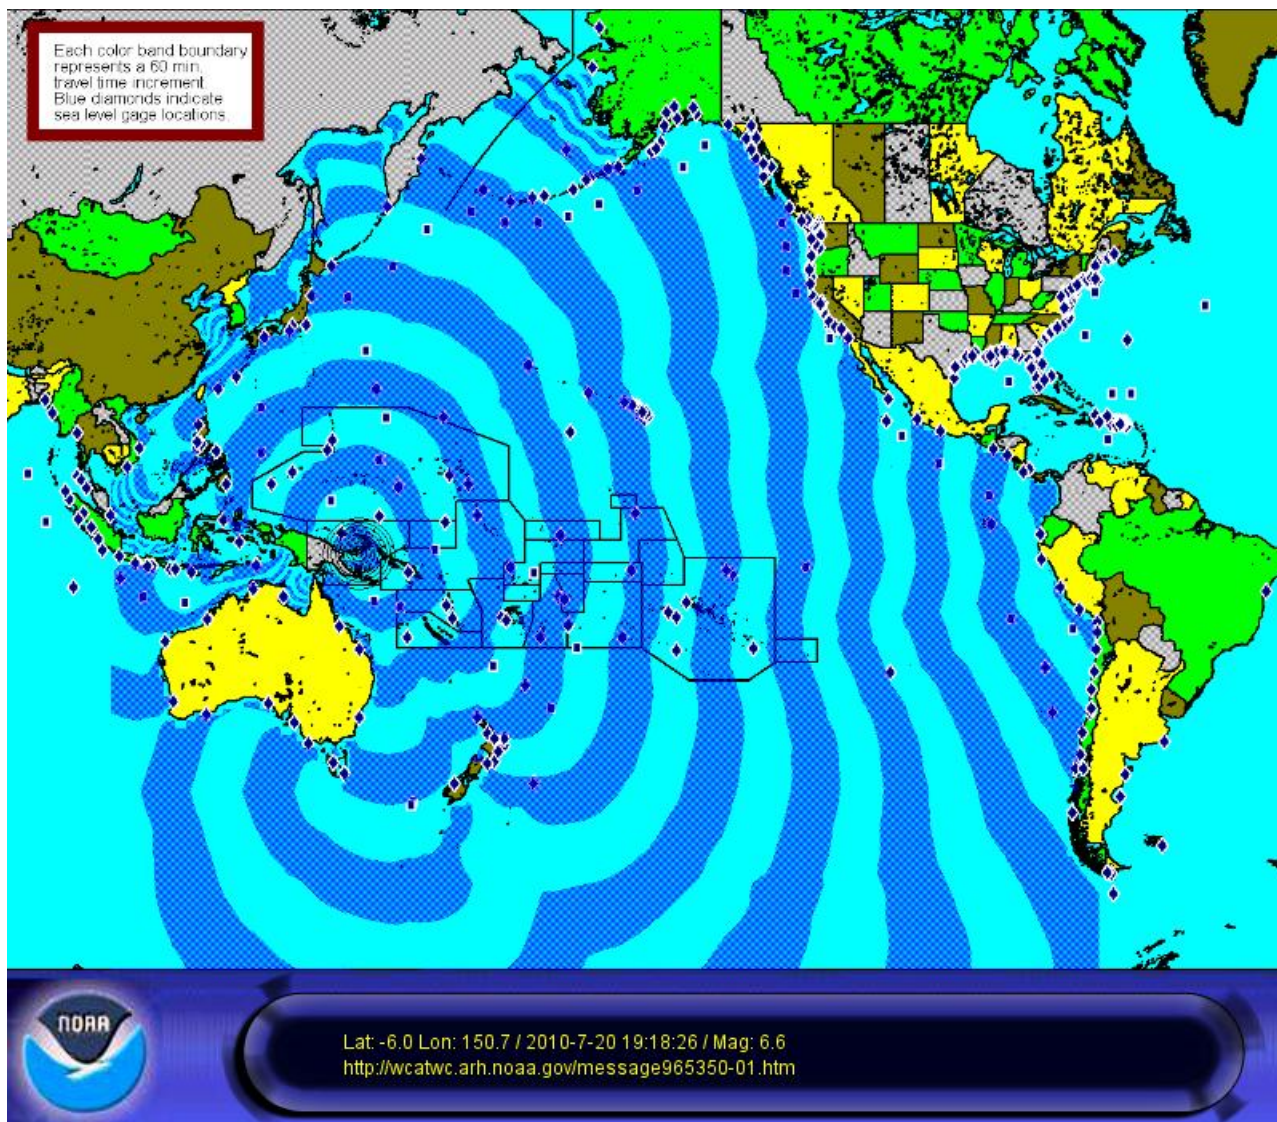 Each color band boundary
represents a 60 min.
travel time increment.
Blue diamonds indicate
sea level gage locations.
NOAA
Lat: -6.0 Lon: 150.7 / 2010-7-20 19:18:26 / Mag: 6.6
http://wcatwc.arh.noaa.gov/message965350-01.htm